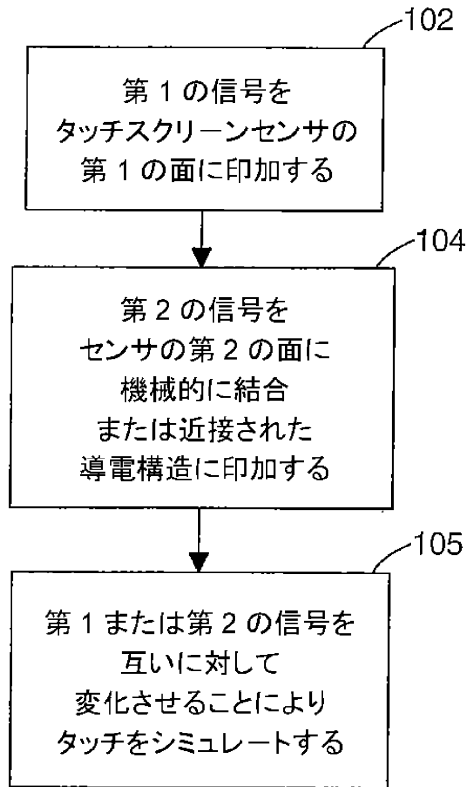 102
第1の信号を
タッチスクリーンセンサの
第1の面に印加する
104
第2の信号を
センサの第2の面に
機械的に結合
または近接された
導電構造に印加する
105
第1または第2の信号を
互いに対して
変化させることにより
タッチをシミュレートする